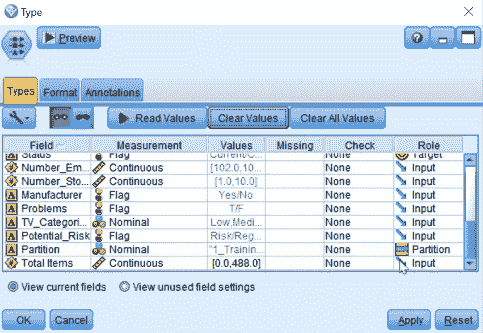 Type
Preview
Types Format Annotations
Read Values Clear Values Clear All Values
Field Measurement Values Missing Check Role
Status Flag Current/C... None Target
Number_Em... Continuous [102.0,10... None Input
Number_Sto... Continuous [1.0,10.0] None Input
Manufacturer Flag Yes/No None Input
Problems Flag T/F None Input
TV_Categori... Nominal Low,Medi... None Input
Potential_Risk Flag Risk/Reg... None Input
Partition Nominal "1_Trainin... None Partition
Total Items Continuous [0.0,488.0] None Input
View current fields View unused field settings
OK Cancel Apply Reset